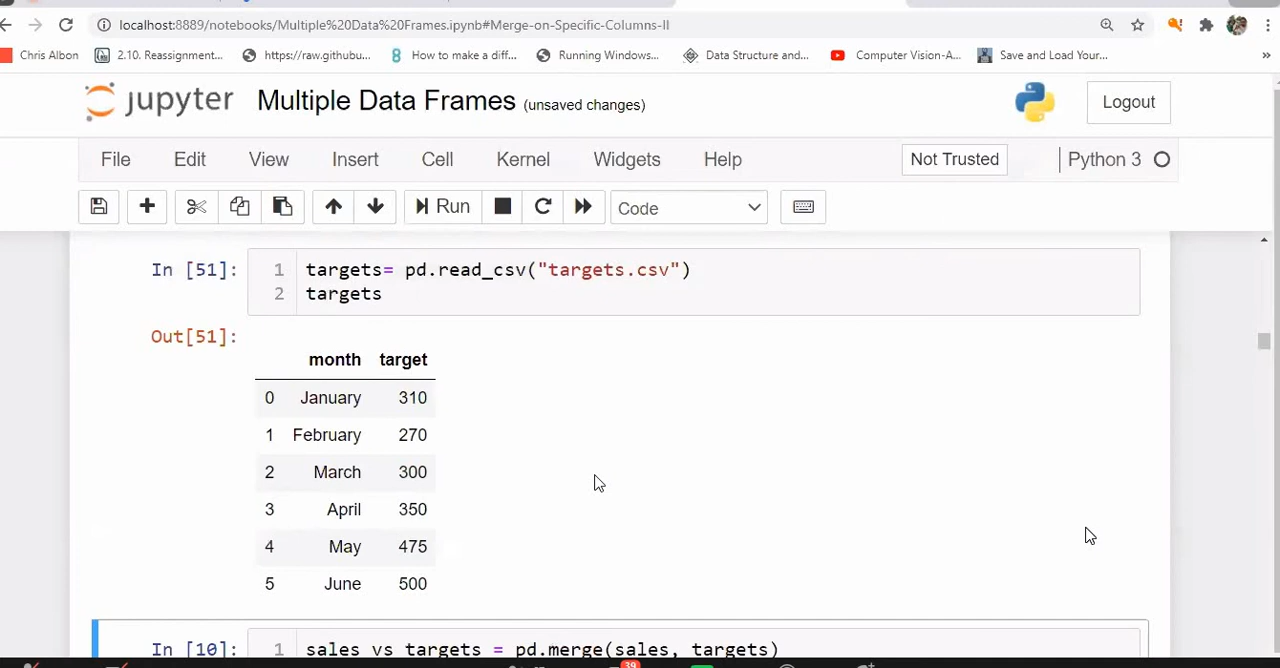 localhost:8889/notebooks/Multiple%20Data%20Frames.ipynb#Merge-on-Specific-Columns-II
Chris Albon 2.10. Reassignment... https://raw.githubu... How to make a diff... Running Windows... Data Structure and... Computer Vision-A... Save and Load Your... »
jupyter Multiple Data Frames (unsaved changes) Logout
File Edit View Insert Cell Kernel Widgets Help Not Trusted Python 3
Run Code
In [51]: 1 targets= pd.read_csv("targets.csv")
2 targets
Out[51]:
month target
0 January 310
1 February 270
2 March 300
3 April 350
4 May 475
5 June 500
In [10]: 1 sales_vs_targets = pd.merge(sales, targets)
39